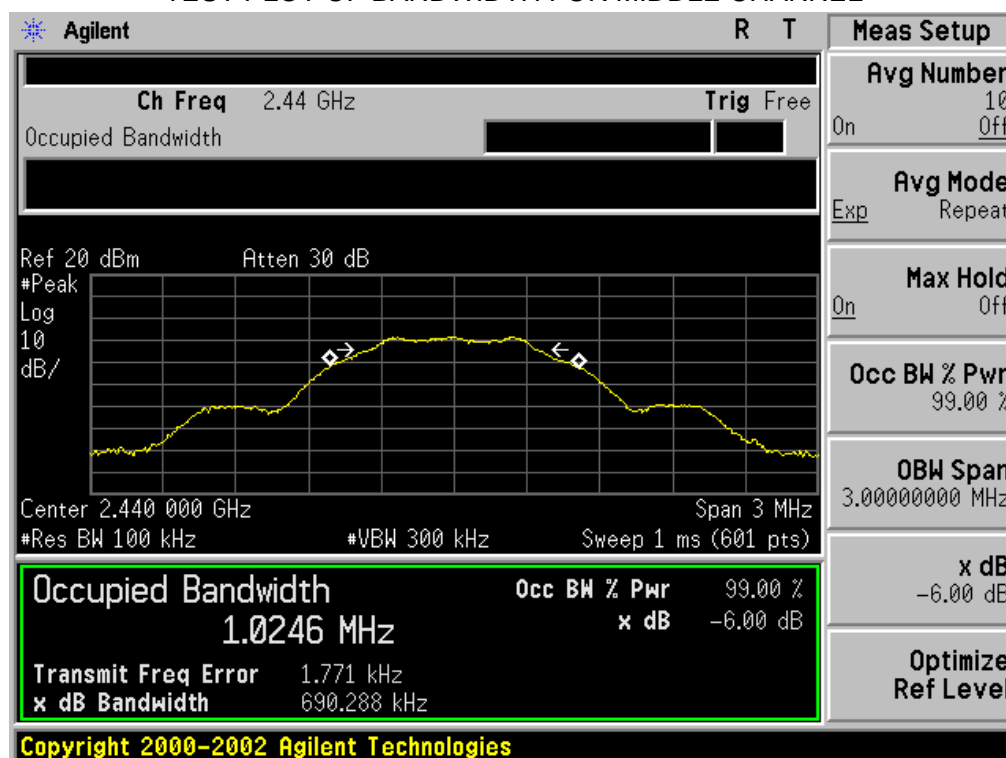 Agilent R T
Ch Freq 2.44 GHz Trig Free
Occupied Bandwidth
Ref 20 dBm Atten 30 dB
#Peak
Log
10
dB/
Center 2.440 000 GHz Span 3 MHz
#Res BW 100 kHz #VBW 300 kHz Sweep 1 ms (601 pts)
Occupied Bandwidth Occ BW % Pwr 99.00 %
1.0246 MHz x dB -6.00 dB
Transmit Freq Error 1.771 kHz
x dB Bandwidth 690.288 kHz
Copyright 2000-2002 Agilent Technologies
Meas Setup
Avg Number
10
On Off
Avg Mode
Exp Repeat
Max Hold
On Off
Occ BW % Pwr
99.00 %
OBW Span
3.00000000 MHz
x dB
-6.00 dB
Optimize
Ref Level